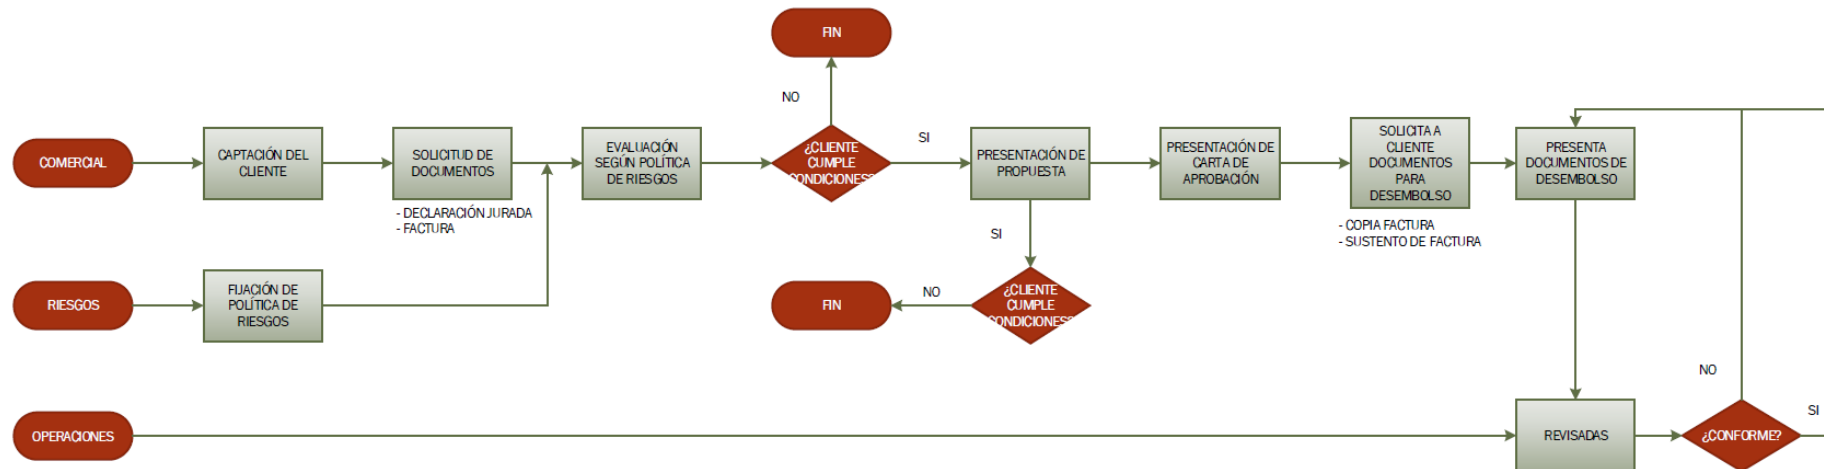 FIN
NO
COMERCIAL
CAPTACIÓN DEL
CLIENTE
SOLICITUD DE
DOCUMENTOS
- DECLARACIÓN JURADA
- FACTURA
EVALUACIÓN
SEGÚN POLÍTICA
DE RIESGOS
¿CLIENTE
CUMPLE
CONDICIONES?
SI
PRESENTACIÓN DE
PROPUESTA
PRESENTACIÓN DE
CARTA DE
APROBACIÓN
SOLICITA A
CLIENTE
DOCUMENTOS
PARA
DESEMBOLSO
- COPIA FACTURA
- SUSTENTO DE FACTURA
PRESENTA
DOCUMENTOS DE
DESEMBOLSO
SI
RIESGOS
FIJACIÓN DE
POLÍTICA DE
RIESGOS
FIN
NO
¿CLIENTE
CUMPLE
CONDICIONES?
OPERACIONES
REVISADAS
NO
¿CONFORME?
SI